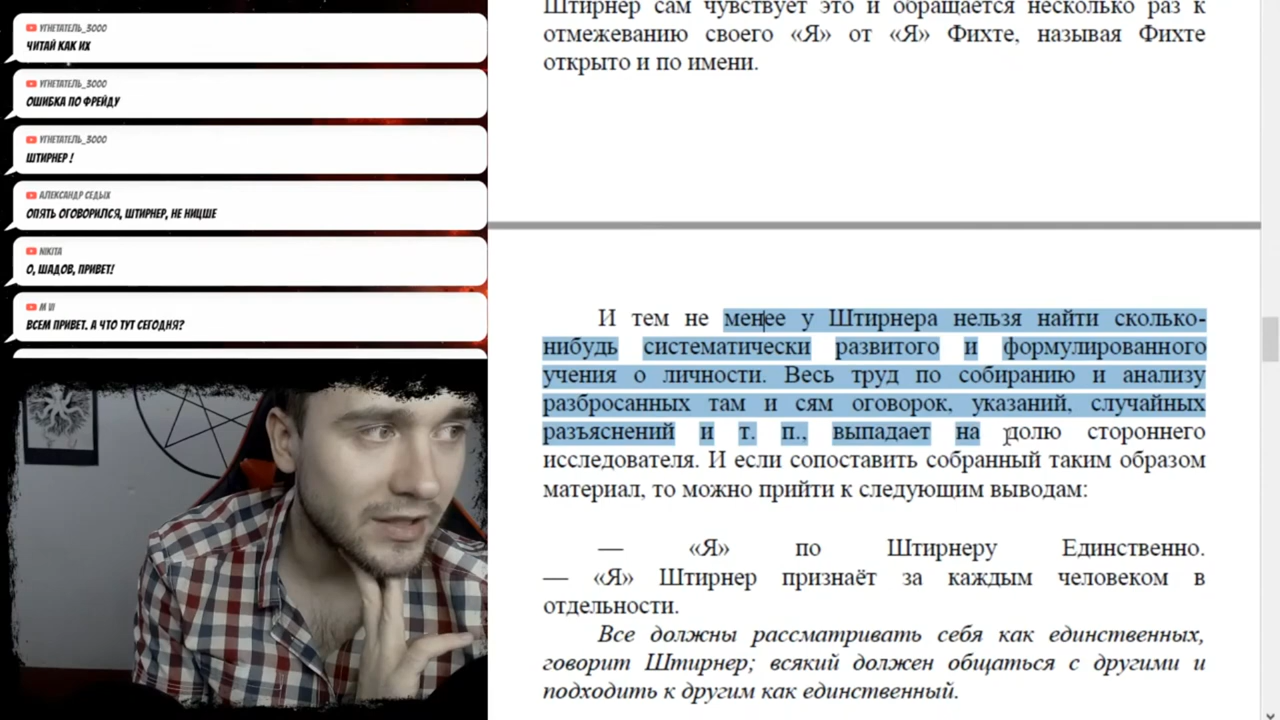 УГНЕТАТЕЛЬ_3000
ЧИТАЙ КАК ИХ
УГНЕТАТЕЛЬ_3000
ОШИБКА ПО ФРЕЙДУ
УГНЕТАТЕЛЬ_3000
ШТИРНЕР !
АЛЕКСАНДР СЕДЫХ
ОПЯТЬ ОГОВОРИЛСЯ, ШТИРНЕР, НЕ НИЦШЕ
NIKITA
О, ШАДОВ, ПРИВЕТ!
M VI
ВСЕМ ПРИВЕТ. А ЧТО ТУТ СЕГОДНЯ?
Штирнер сам чувствует это и обращается несколько раз к
отмежеванию своего «Я» от «Я» Фихте, называя Фихте
открыто и по имени.
И тем не менее у Штирнера нельзя найти сколько-
нибудь систематически развитого и формулированного
учения о личности. Весь труд по собиранию и анализу
разбросанных там и сям оговорок, указаний, случайных
разъяснений и т. п., выпадает на долю стороннего
исследователя. И если сопоставить собранный таким образом
материал, то можно прийти к следующим выводам:
— «Я» по Штирнеру Единственно.
— «Я» Штирнер признаёт за каждым человеком в
отдельности.
Все должны рассматривать себя как единственных,
говорит Штирнер; всякий должен общаться с другими и
подходить к другим как единственный.